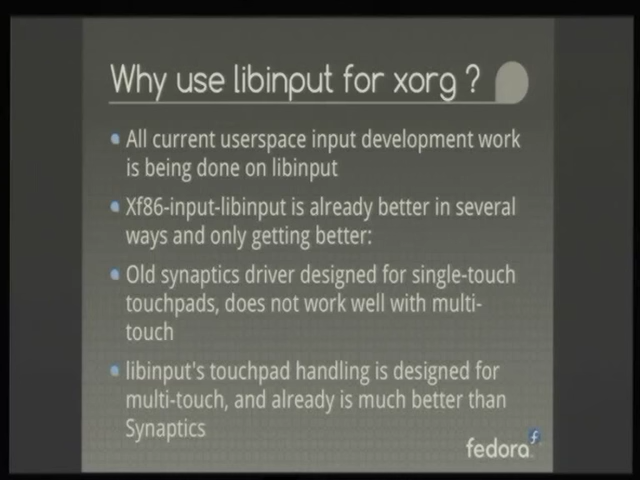 Why use libinput for xorg ?
All current userspace input development work
is being done on libinput
Xf86-input-libinput is already better in several
ways and only getting better:
Old synaptics driver designed for single-touch
touchpads, does not work well with multi-
touch
libinput's touchpad handling is designed for
multi-touch, and already is much better than
Synaptics
fedora